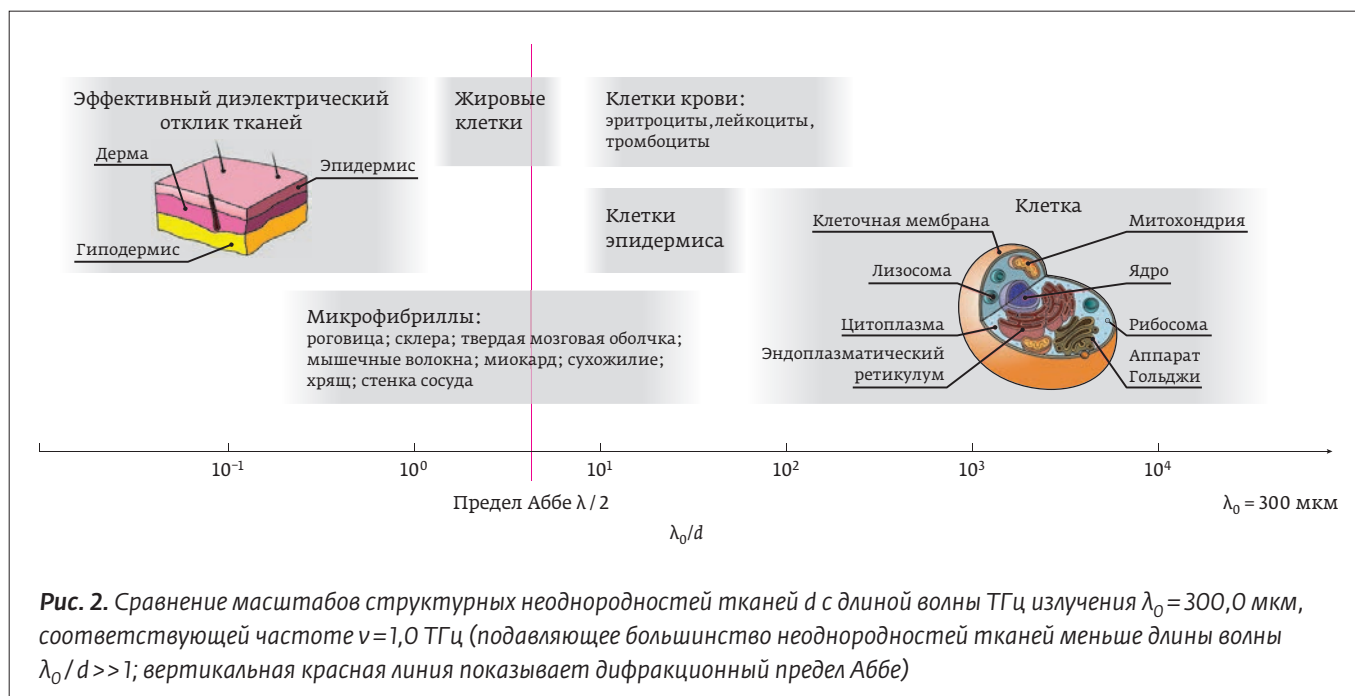 Эффективный диэлектрический
отклик тканей
Дерма
Эпидермис
Гиподермис
Жировые
клетки
Клетки крови:
эритроциты,лейкоциты,
тромбоциты
Клетки
эпидермиса
Клетка
Клеточная мембрана
Митохондрия
Лизосома
Ядро
Цитоплазма
Рибосома
Эндоплазматический
ретикулум
Аппарат
Гольджи
Микрофибриллы:
роговица; склера; твердая мозговая оболчка;
мышечные волокна; миокард; сухожилие;
хрящ; стенка сосуда
10⁻¹
10⁰
10¹
10²
10³
10⁴
Предел Аббе λ / 2
λ₀ = 300 мкм
λ₀/d
Рис. 2. Сравнение масштабов структурных неоднородностей тканей d с длиной волны ТГц излучения λ₀ = 300,0 мкм,
соответствующей частоте ν = 1,0 ТГц (подавляющее большинство неоднородностей тканей меньше длины волны
λ₀ / d >> 1; вертикальная красная линия показывает дифракционный предел Аббе)